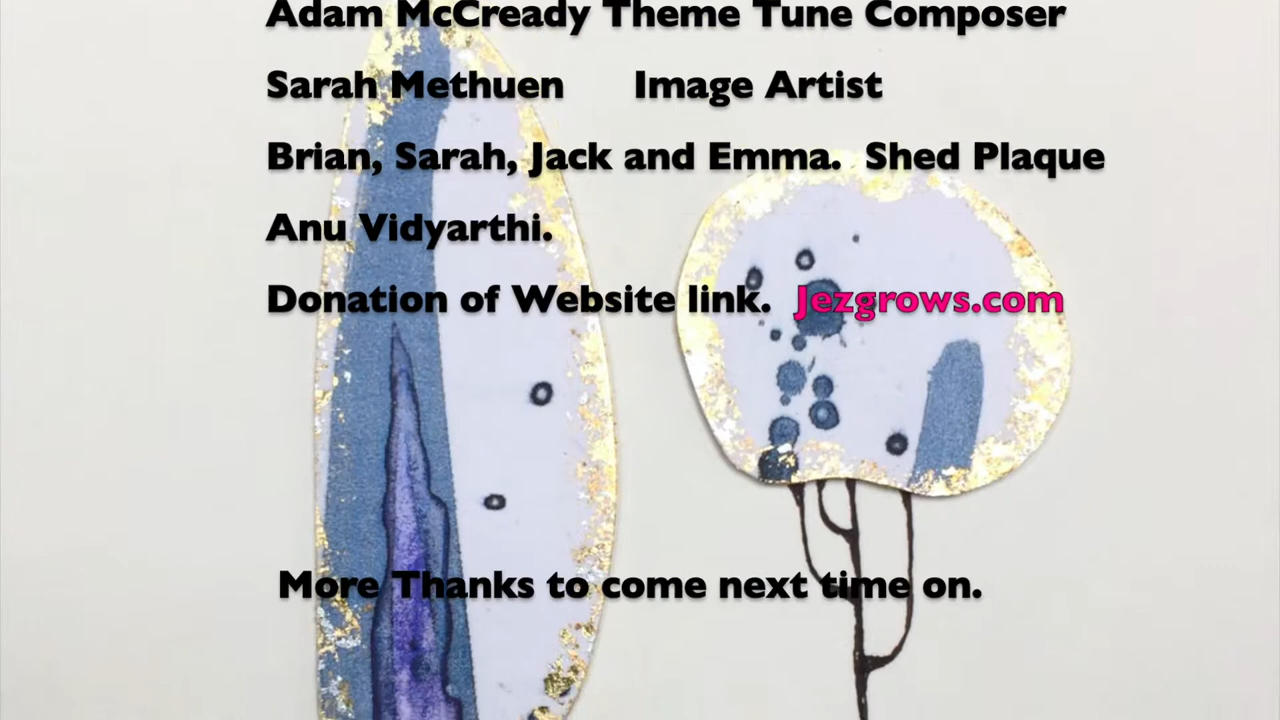 Adam McCready Theme Tune Composer
Sarah Methuen Image Artist
Brian, Sarah, Jack and Emma. Shed Plaque
Anu Vidyarthi.
Donation of Website link. Jezgrows.com
More Thanks to come next time on.